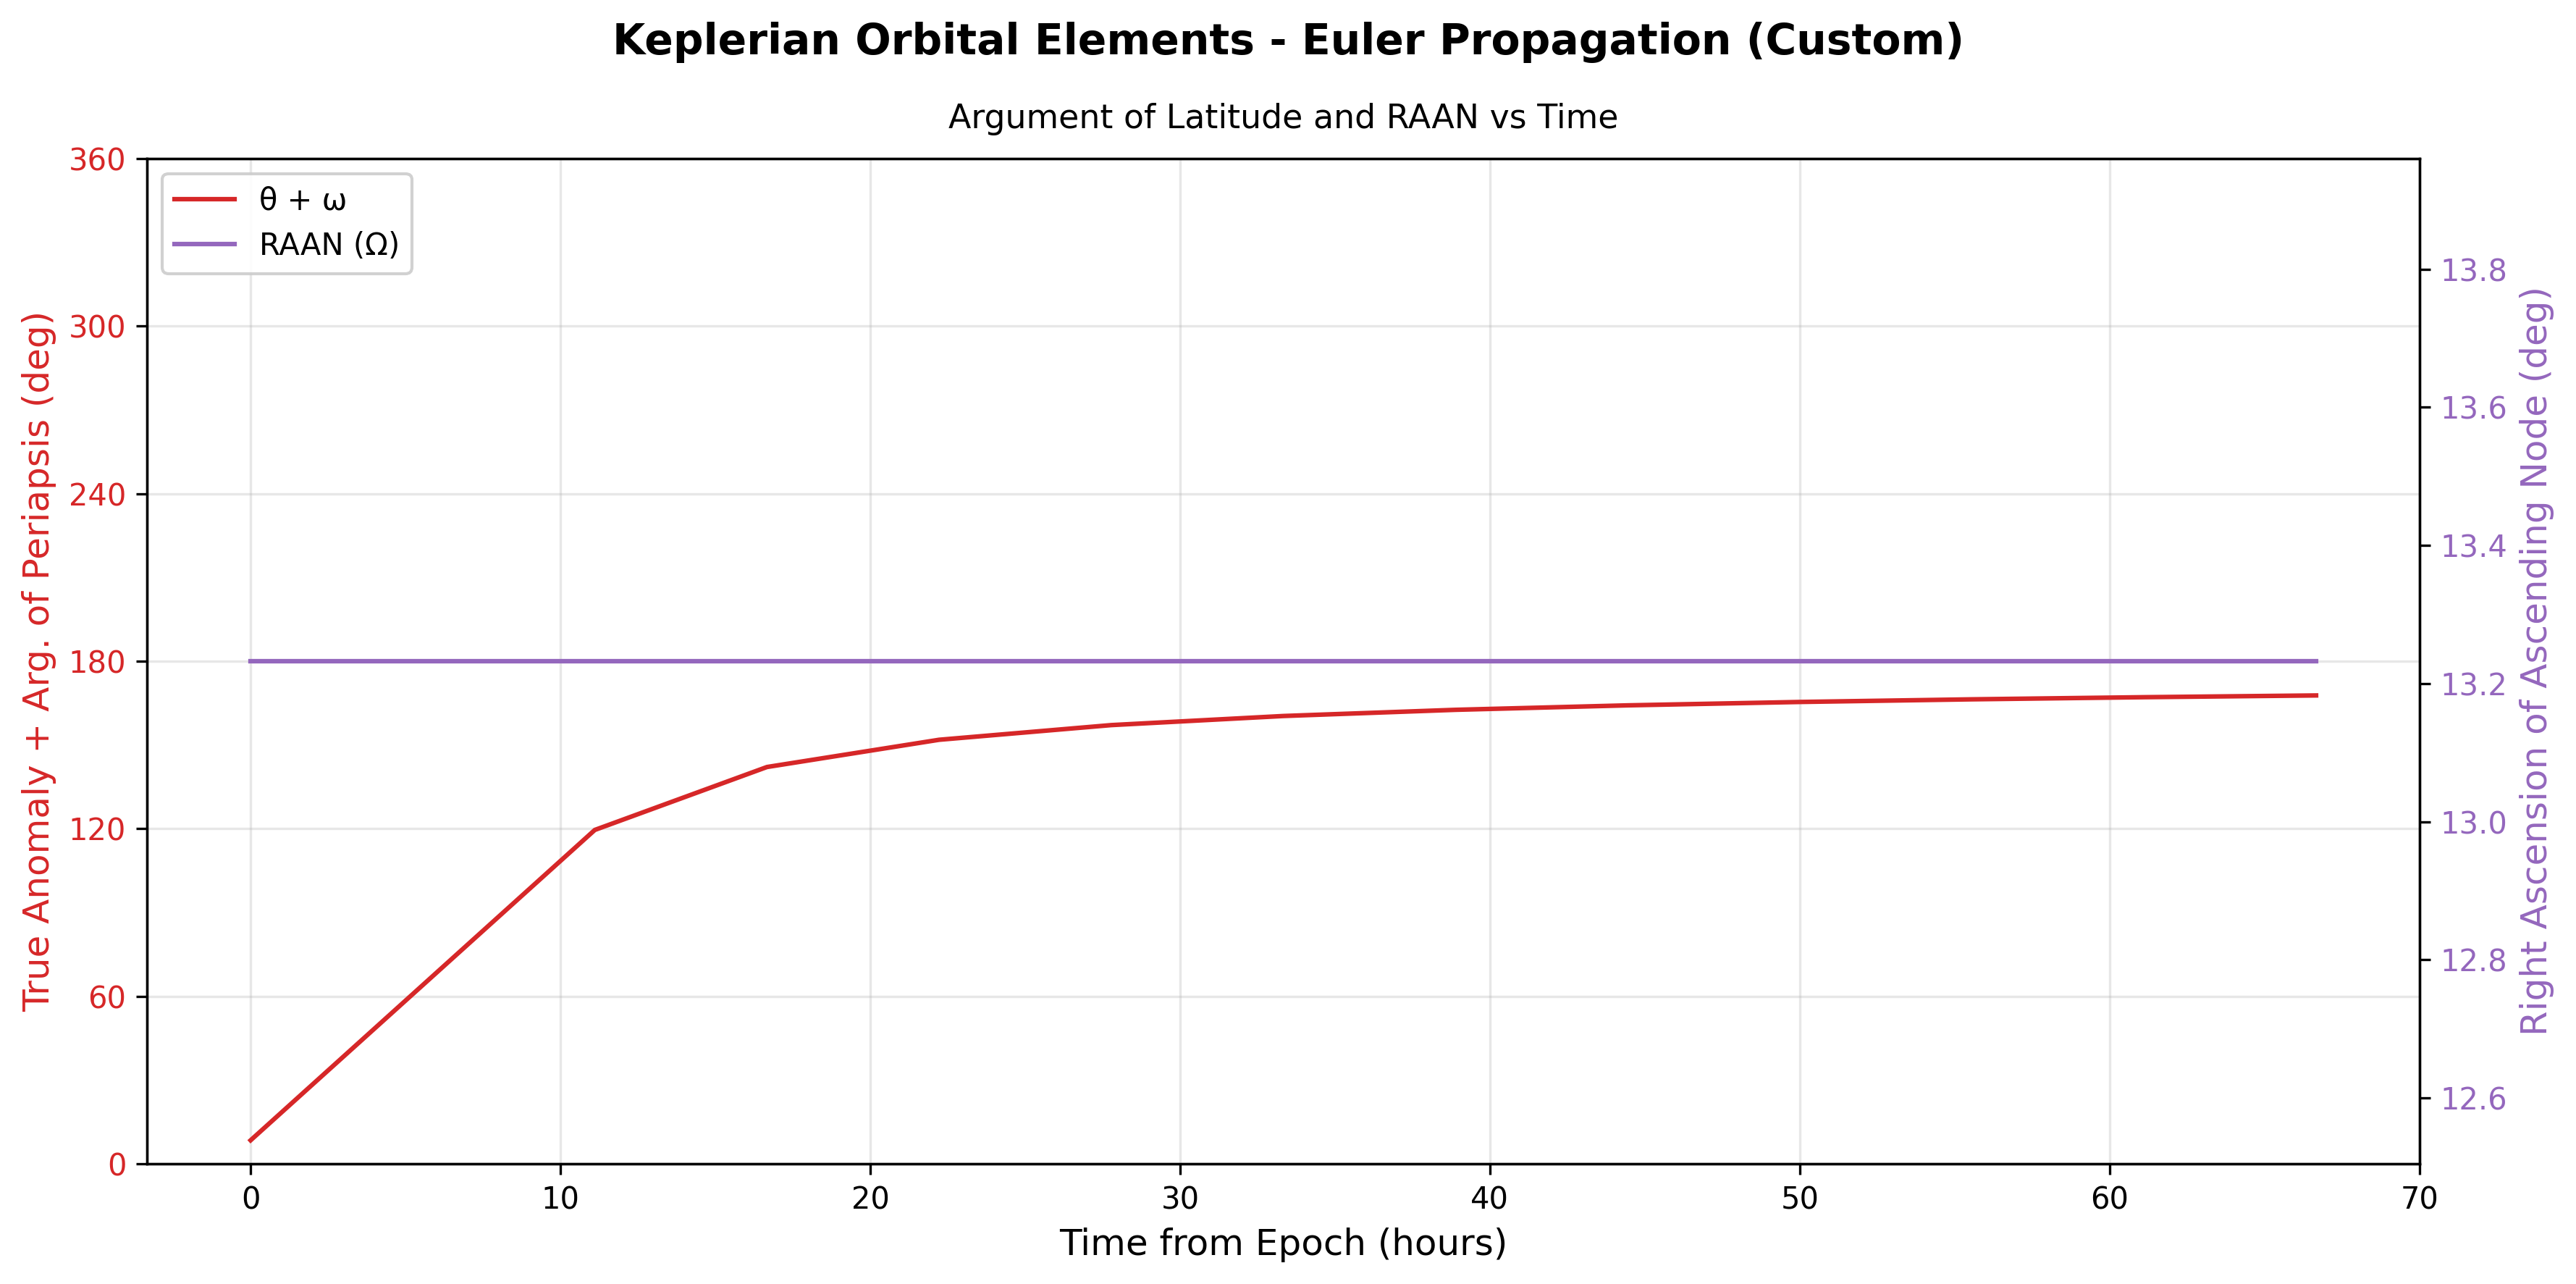 Keplerian Orbital Elements - Euler Propagation (Custom)
Argument of Latitude and RAAN vs Time
θ + ω
RAAN (Ω)
True Anomaly + Arg. of Periapsis (deg)
360
300
240
180
120
60
0
Right Ascension of Ascending Node (deg)
13.8
13.6
13.4
13.2
13.0
12.8
12.6
0 10 20 30 40 50 60 70
Time from Epoch (hours)